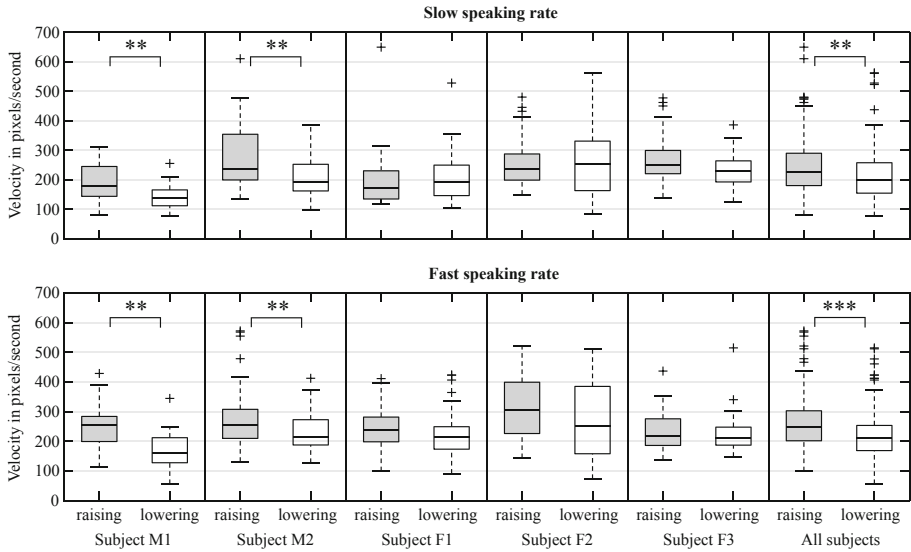 Slow speaking rate
Velocity in pixels/second
700
600
500
400
300
200
100
0
** ** **
Fast speaking rate
Velocity in pixels/second
700
600
500
400
300
200
100
0
** ** ***
raising lowering raising lowering raising lowering raising lowering raising lowering raising lowering
Subject M1 Subject M2 Subject F1 Subject F2 Subject F3 All subjects